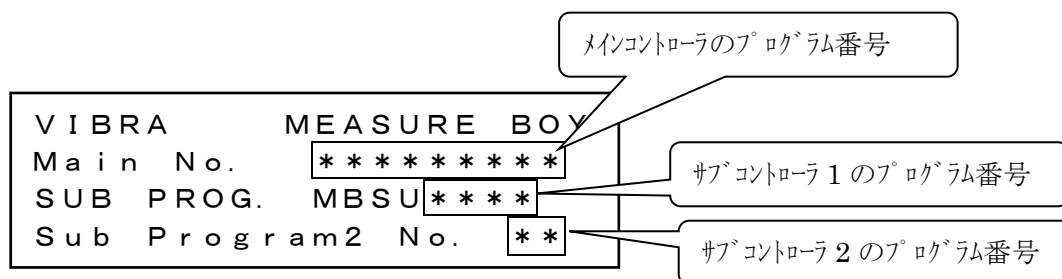 メインコントローラのプログラム番号
VIBRA MEASURE BOY
Main No. *********
SUB PROG. MBSU****
サブコントローラ1のプログラム番号
Sub Program2 No. **
サブコントローラ2のプログラム番号